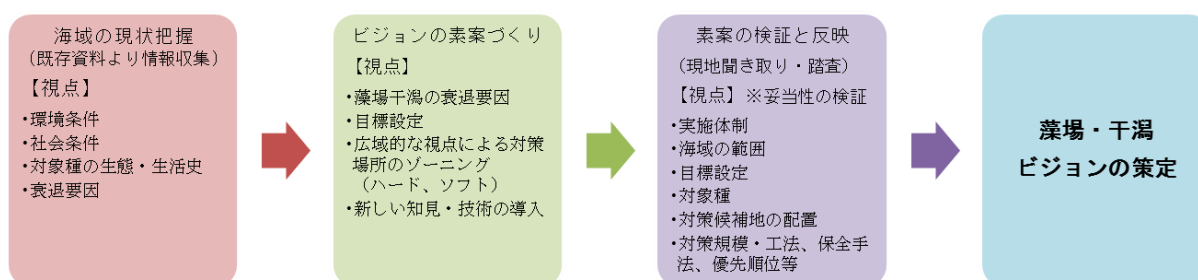 海域の現状把握
（既存資料より情報収集）
【視点】
・環境条件
・社会条件
・対象種の生態・生活史
・衰退要因
ビジョンの素案づくり
【視点】
・藻場干潟の衰退要因
・目標設定
・広域的な視点による対策
場所のゾーニング
（ハード、ソフト）
・新しい知見・技術の導入
素案の検証と反映
（現地聞き取り・踏査）
【視点】※妥当性の検証
・実施体制
・海域の範囲
・目標設定
・対象種
・対策候補地の配置
・対策規模・工法、保全手
法、優先順位等
藻場・干潟
ビジョンの策定